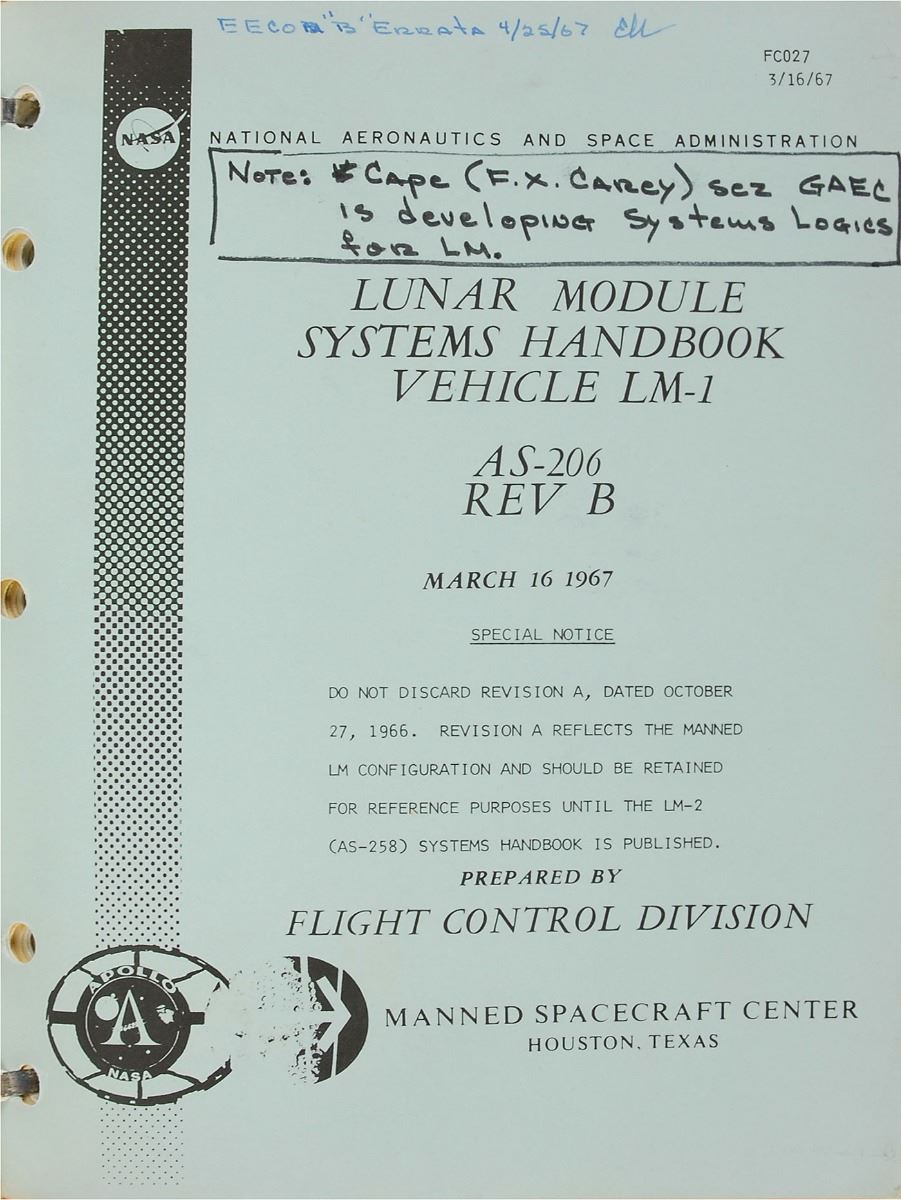 EECOM "B" ERRATA 4/25/67
FC027
3/16/67
NASA
NATIONAL AERONAUTICS AND SPACE ADMINISTRATION
NOTE: Cape (F.X. CAREY) sez GAEC
is developing Systems Logics
for LM.
LUNAR MODULE
SYSTEMS HANDBOOK
VEHICLE LM-1
AS-206
REV B
MARCH 16 1967
SPECIAL NOTICE
DO NOT DISCARD REVISION A, DATED OCTOBER
27, 1966. REVISION A REFLECTS THE MANNED
LM CONFIGURATION AND SHOULD BE RETAINED
FOR REFERENCE PURPOSES UNTIL THE LM-2
(AS-258) SYSTEMS HANDBOOK IS PUBLISHED.
PREPARED BY
FLIGHT CONTROL DIVISION
APOLLO
A
NASA
MANNED SPACECRAFT CENTER
HOUSTON, TEXAS